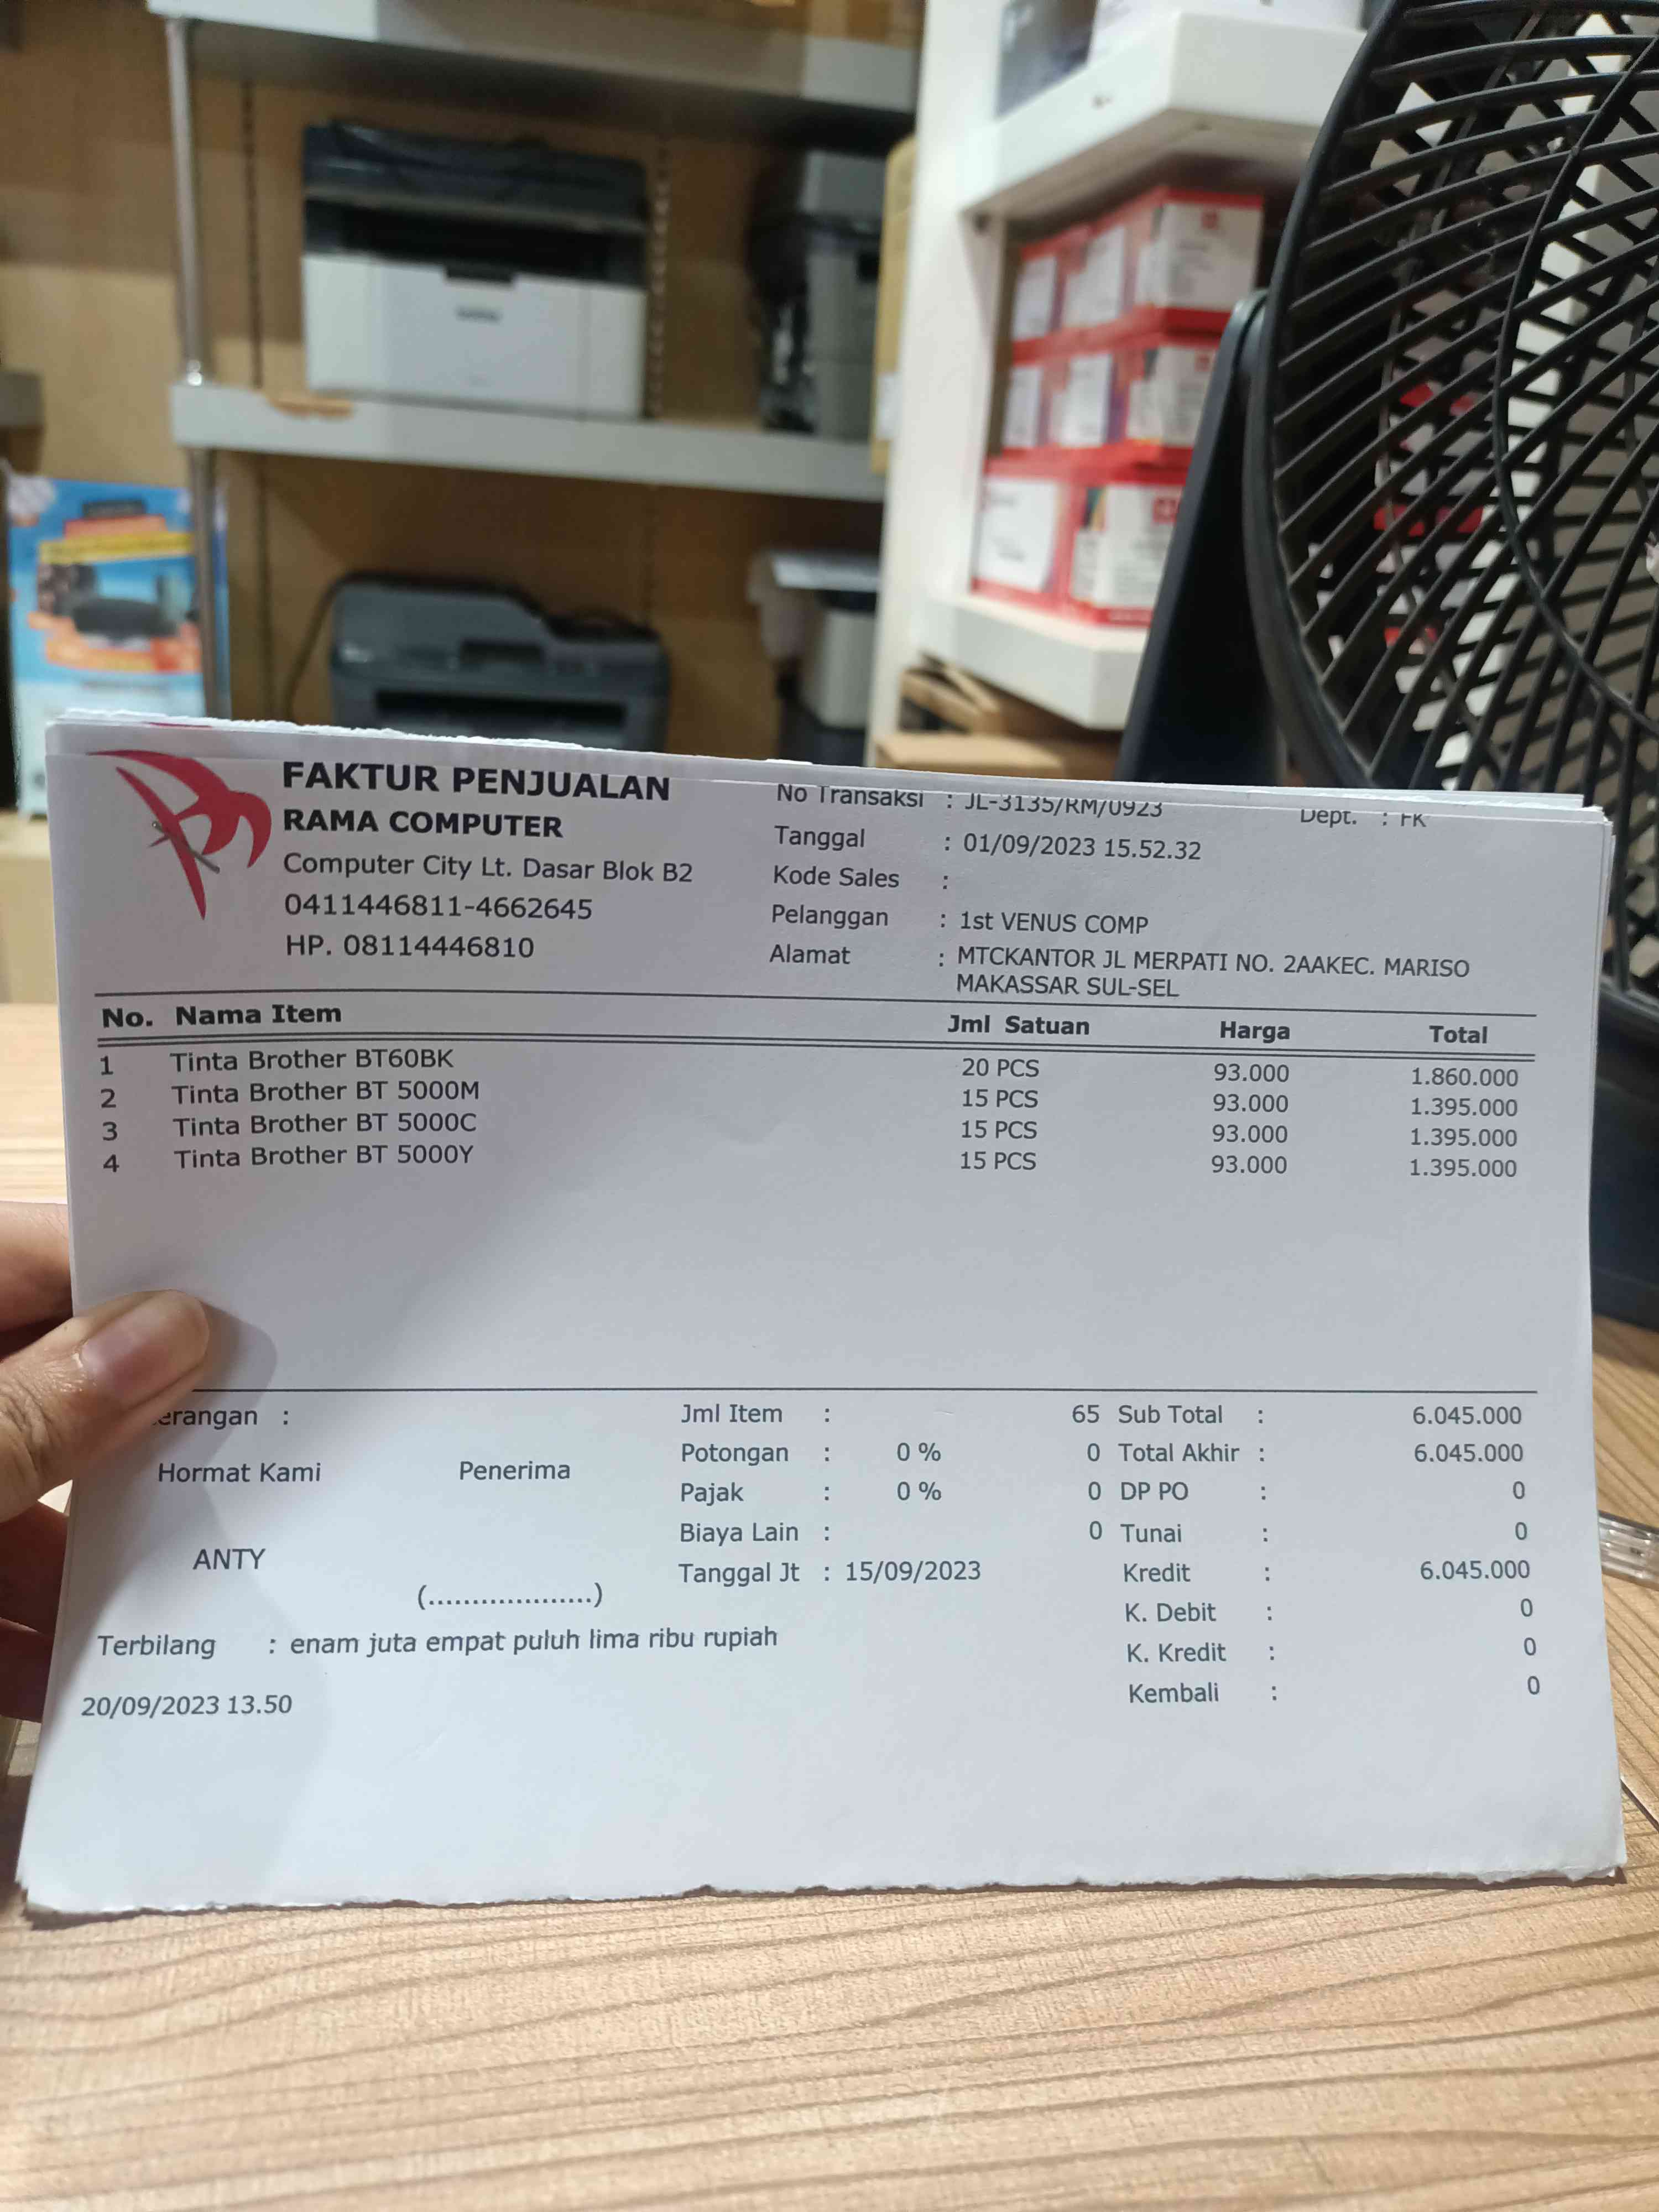 FAKTUR PENJUALAN
RAMA COMPUTER
Computer City Lt. Dasar Blok B2
0411446811-4662645
HP. 08114446810
No Transaksi : JL-3135/RM/0923 Dept. : FK
Tanggal : 01/09/2023 15.52.32
Kode Sales :
Pelanggan : 1st VENUS COMP
Alamat : MTCKANTOR JL MERPATI NO. 2AAKEC. MARISO
MAKASSAR SUL-SEL
No. Nama Item Jml Satuan Harga Total
1 Tinta Brother BT60BK 20 PCS 93.000 1.860.000
2 Tinta Brother BT 5000M 15 PCS 93.000 1.395.000
3 Tinta Brother BT 5000C 15 PCS 93.000 1.395.000
4 Tinta Brother BT 5000Y 15 PCS 93.000 1.395.000
erangan :
Hormat Kami Penerima
ANTY
(...................)
Jml Item : 65
Potongan : 0 % 0
Pajak : 0 % 0
Biaya Lain : 0
Tanggal Jt : 15/09/2023
Sub Total : 6.045.000
Total Akhir : 6.045.000
DP PO : 0
Tunai : 0
Kredit : 6.045.000
K. Debit : 0
K. Kredit : 0
Kembali : 0
Terbilang : enam juta empat puluh lima ribu rupiah
20/09/2023 13.50